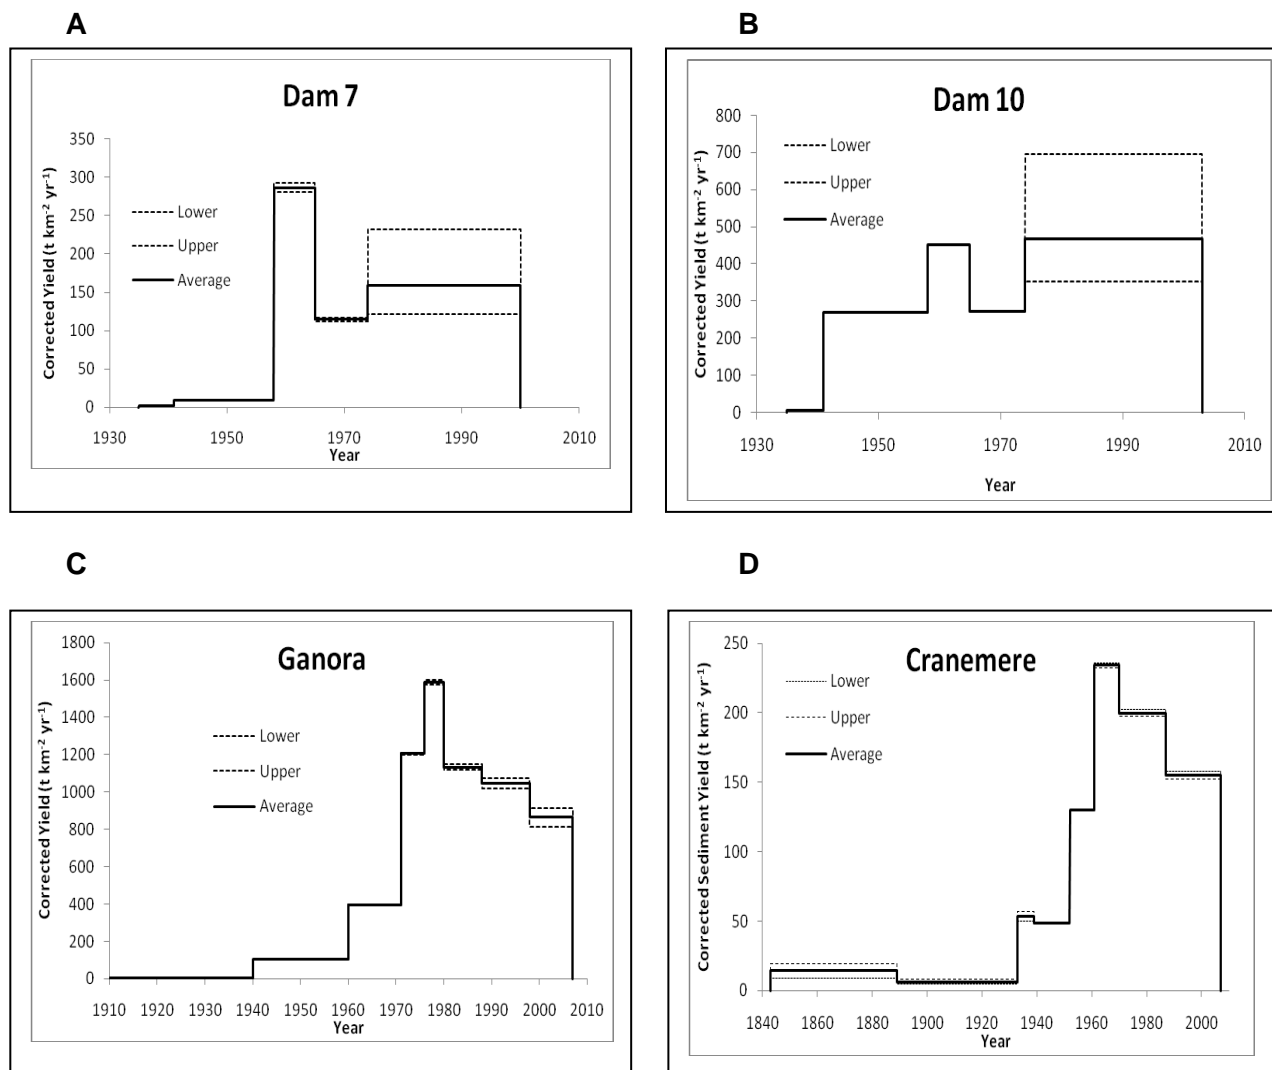 A
Dam 7
Corrected Yield (t km-2 yr-1)
350
300
250
200
150
100
50
0
Lower
Upper
Average
1930 1950 1970 1990 2010
Year
B
Dam 10
Corrected Yield (t km-2 yr-1)
800
700
600
500
400
300
200
100
0
Lower
Upper
Average
1930 1950 1970 1990 2010
Year
C
Ganora
Corrected Yield (t km-2 yr-1)
1800
1600
1400
1200
1000
800
600
400
200
0
Lower
Upper
Average
1910 1920 1930 1940 1950 1960 1970 1980 1990 2000 2010
Year
D
Cranemere
Corrected Sediment Yield (t km-2 yr-1)
250
200
150
100
50
0
Lower
Upper
Average
1840 1860 1880 1900 1920 1940 1960 1980 2000
Year